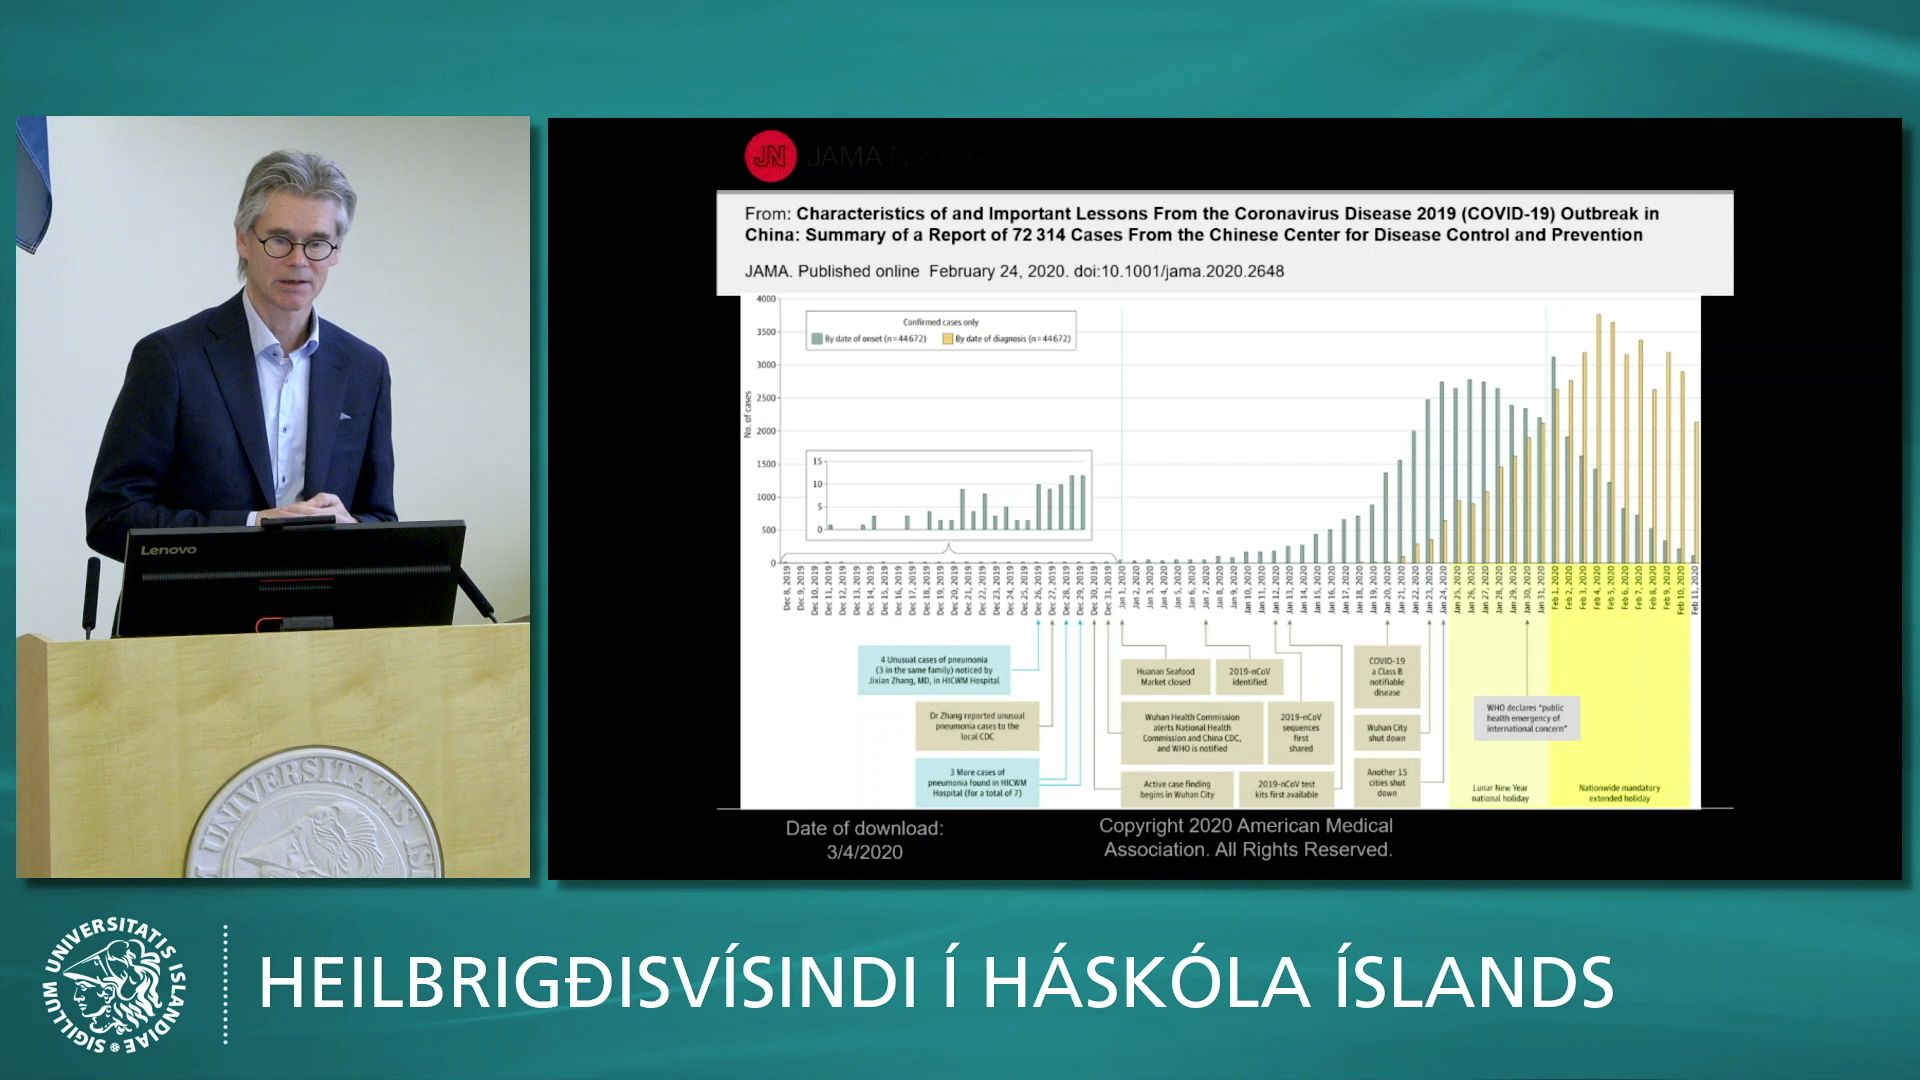 JN JAMA Network
From: Characteristics of and Important Lessons From the Coronavirus Disease 2019 (COVID-19) Outbreak in
China: Summary of a Report of 72 314 Cases From the Chinese Center for Disease Control and Prevention
JAMA. Published online February 24, 2020. doi:10.1001/jama.2020.2648
No. of cases
4000
3500
3000
2500
2000
1500
1000
500
0
Confirmed cases only
By date of onset (n=44672)
By date of diagnosis (n=44672)
15
10
5
0
Dec 8, 2019
Dec 9, 2019
Dec 10, 2019
Dec 11, 2019
Dec 12, 2019
Dec 13, 2019
Dec 14, 2019
Dec 15, 2019
Dec 16, 2019
Dec 17, 2019
Dec 18, 2019
Dec 19, 2019
Dec 20, 2019
Dec 21, 2019
Dec 22, 2019
Dec 23, 2019
Dec 24, 2019
Dec 25, 2019
Dec 26, 2019
Dec 27, 2019
Dec 28, 2019
Dec 29, 2019
Dec 30, 2019
Dec 31, 2019
Jan 1, 2020
Jan 2, 2020
Jan 3, 2020
Jan 4, 2020
Jan 5, 2020
Jan 6, 2020
Jan 7, 2020
Jan 8, 2020
Jan 9, 2020
Jan 10, 2020
Jan 11, 2020
Jan 12, 2020
Jan 13, 2020
Jan 14, 2020
Jan 15, 2020
Jan 16, 2020
Jan 17, 2020
Jan 18, 2020
Jan 19, 2020
Jan 20, 2020
Jan 21, 2020
Jan 22, 2020
Jan 23, 2020
Jan 24, 2020
Jan 25, 2020
Jan 26, 2020
Jan 27, 2020
Jan 28, 2020
Jan 29, 2020
Jan 30, 2020
Jan 31, 2020
Feb 1, 2020
Feb 2, 2020
Feb 3, 2020
Feb 4, 2020
Feb 5, 2020
Feb 6, 2020
Feb 7, 2020
Feb 8, 2020
Feb 9, 2020
Feb 10, 2020
Feb 11, 2020
4 Unusual cases of pneumonia
(3 in the same family) noticed by
Jixian Zhang, MD, in HICWM Hospital
Dr Zhang reported unusual
pneumonia cases to the
local CDC
3 More cases of
pneumonia found in HICWM
Hospital (for a total of 7)
Huanan Seafood
Market closed
2019-nCoV
identified
Wuhan Health Commission
alerts National Health
Commission and China CDC,
and WHO is notified
2019-nCoV
sequences
first
shared
Active case finding
begins in Wuhan City
2019-nCoV test
kits first available
COVID-19
a Class B
notifiable
disease
Wuhan City
shut down
Another 15
cities shut
down
WHO declares "public
health emergency of
international concern"
Lunar New Year
national holiday
Nationwide mandatory
extended holiday
Date of download:
3/4/2020
Copyright 2020 American Medical
Association. All Rights Reserved.
Lenovo
UNIVERSITATIS ISL
UNIVERSITATIS ISLANDIAE SIGILLUM
HEILBRIGÐISVÍSINDI Í HÁSKÓLA ÍSLANDS